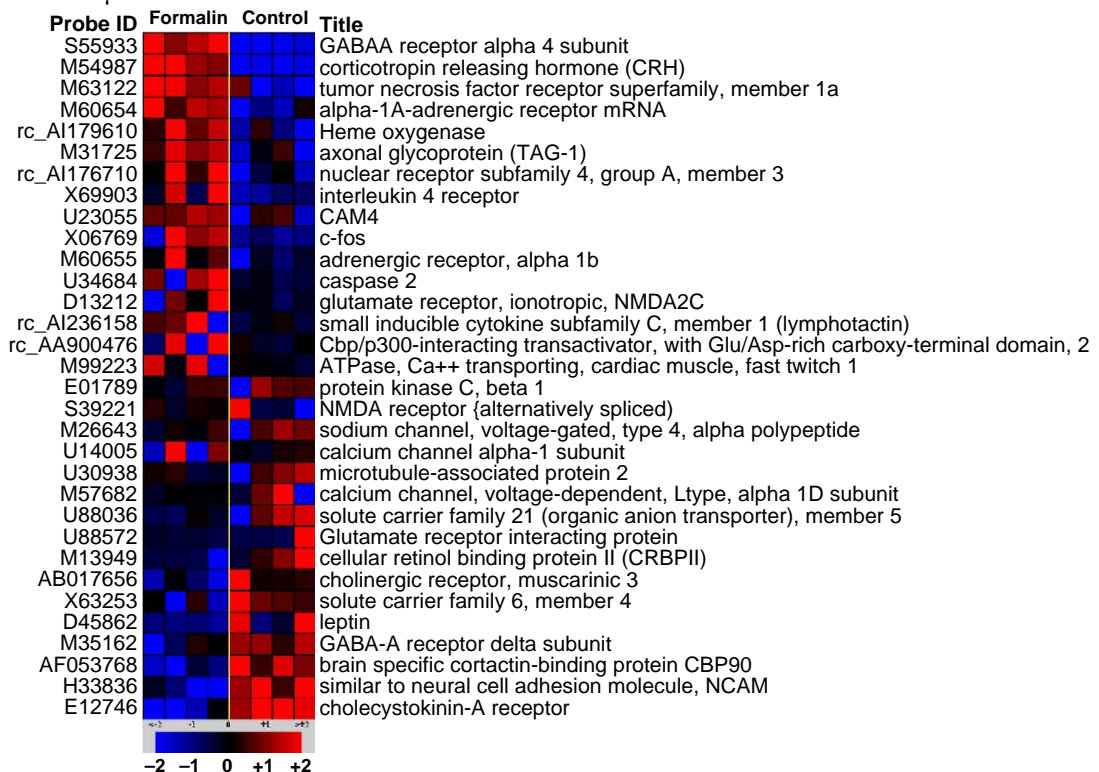 Probe ID Formalin Control Title
S55933 GABAA receptor alpha 4 subunit
M54987 corticotropin releasing hormone (CRH)
M63122 tumor necrosis factor receptor superfamily, member 1a
M60654 alpha-1A-adrenergic receptor mRNA
rc_AI179610 Heme oxygenase
M31725 axonal glycoprotein (TAG-1)
rc_AI176710 nuclear receptor subfamily 4, group A, member 3
X69903 interleukin 4 receptor
U23055 CAM4
X06769 c-fos
M60655 adrenergic receptor, alpha 1b
U34684 caspase 2
D13212 glutamate receptor, ionotropic, NMDA2C
rc_AI236158 small inducible cytokine subfamily C, member 1 (lymphotactin)
rc_AA900476 Cbp/p300-interacting transactivator, with Glu/Asp-rich carboxy-terminal domain, 2
M99223 ATPase, Ca++ transporting, cardiac muscle, fast twitch 1
E01789 protein kinase C, beta 1
S39221 NMDA receptor {alternatively spliced)
M26643 sodium channel, voltage-gated, type 4, alpha polypeptide
U14005 calcium channel alpha-1 subunit
U30938 microtubule-associated protein 2
M57682 calcium channel, voltage-dependent, Ltype, alpha 1D subunit
U88036 solute carrier family 21 (organic anion transporter), member 5
U88572 Glutamate receptor interacting protein
M13949 cellular retinol binding protein II (CRBPII)
AB017656 cholinergic receptor, muscarinic 3
X63253 solute carrier family 6, member 4
D45862 leptin
M35162 GABA-A receptor delta subunit
AF053768 brain specific cortactin-binding protein CBP90
H33836 similar to neural cell adhesion molecule, NCAM
E12746 cholecystokinin-A receptor
-1 0 +1
−2 −1 0 +1 +2